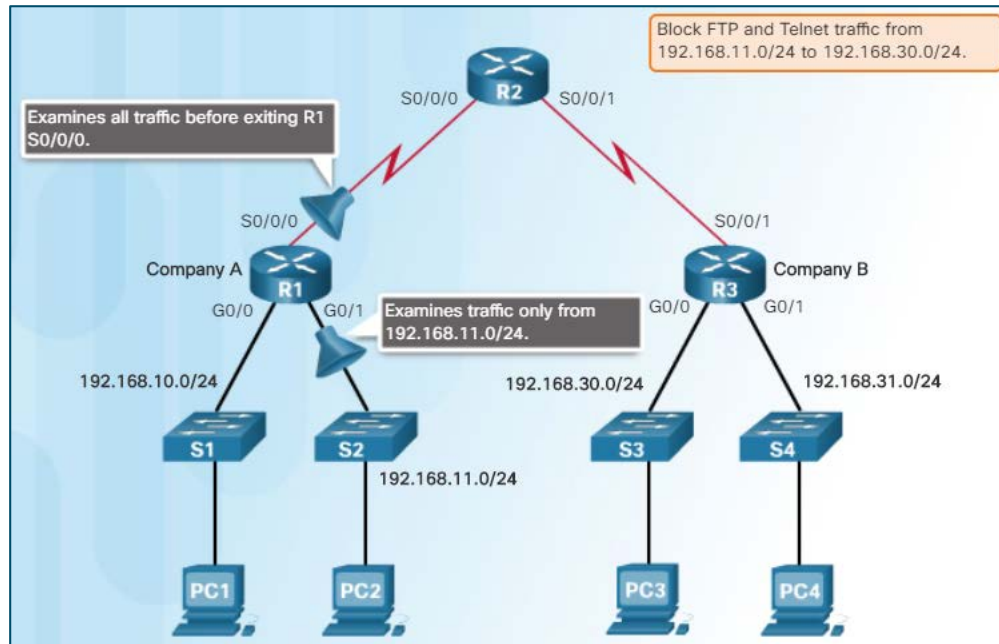 Block FTP and Telnet traffic from
192.168.11.0/24 to 192.168.30.0/24.
R2
S0/0/0
S0/0/1
Examines all traffic before exiting R1
S0/0/0.
S0/0/0
S0/0/1
Company A
R1
R3
Company B
G0/0
G0/1
G0/0
G0/1
Examines traffic only from
192.168.11.0/24.
192.168.10.0/24
192.168.30.0/24
192.168.31.0/24
S1
S2
S3
S4
192.168.11.0/24
PC1
PC2
PC3
PC4